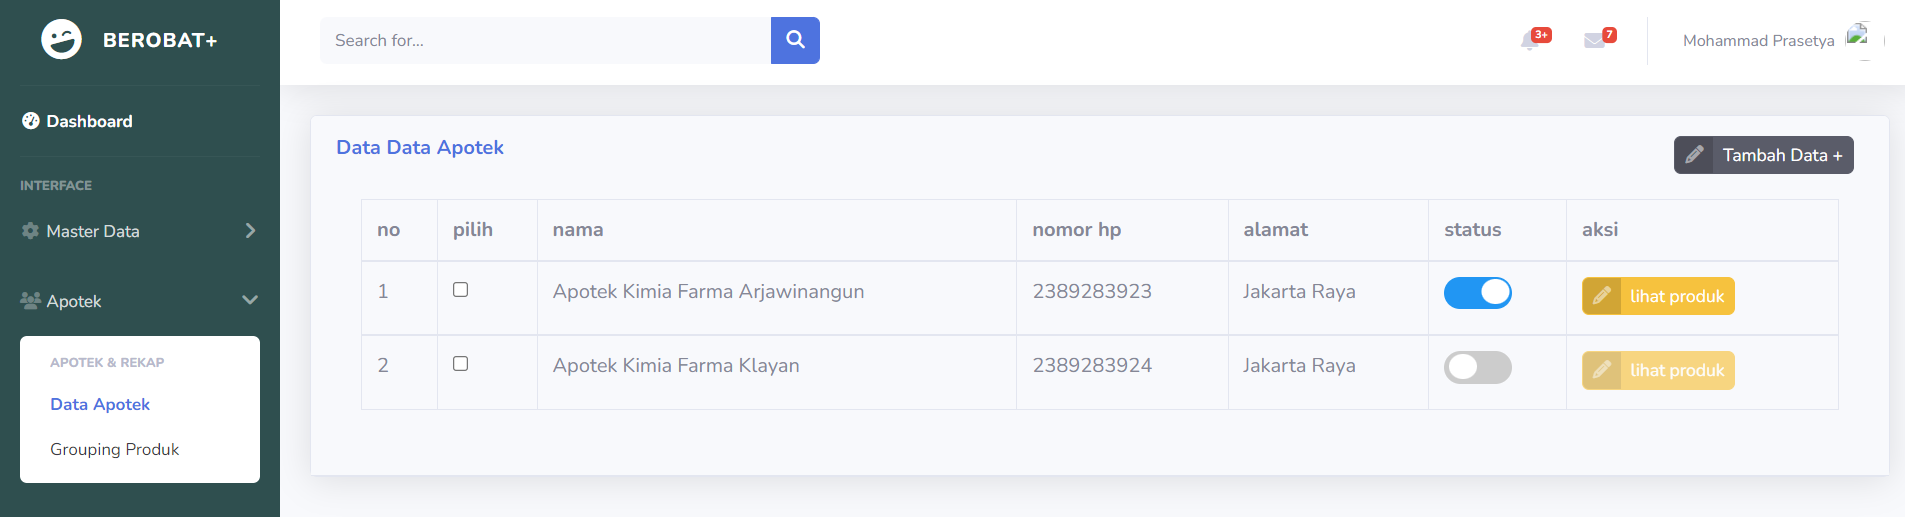 BEROBAT+
Search for...
3+
7
Mohammad Prasetya
Dashboard
INTERFACE
Master Data
Apotek
APOTEK & REKAP
Data Apotek
Grouping Produk
Data Data Apotek
Tambah Data +
no pilih nama nomor hp alamat status aksi
1 Apotek Kimia Farma Arjawinangun 2389283923 Jakarta Raya lihat produk
2 Apotek Kimia Farma Klayan 2389283924 Jakarta Raya lihat produk